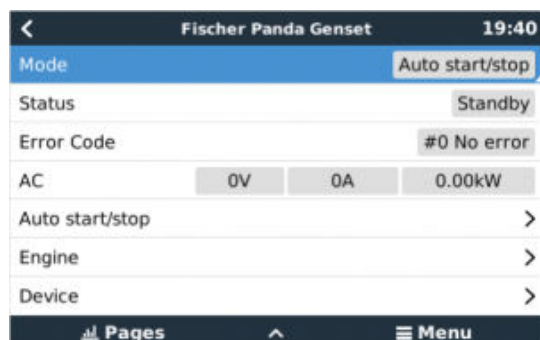 Fischer Panda Genset 19:40
Mode Auto start/stop
Status Standby
Error Code #0 No error
AC 0V 0A 0.00kW
Auto start/stop
Engine
Device
Pages Menu